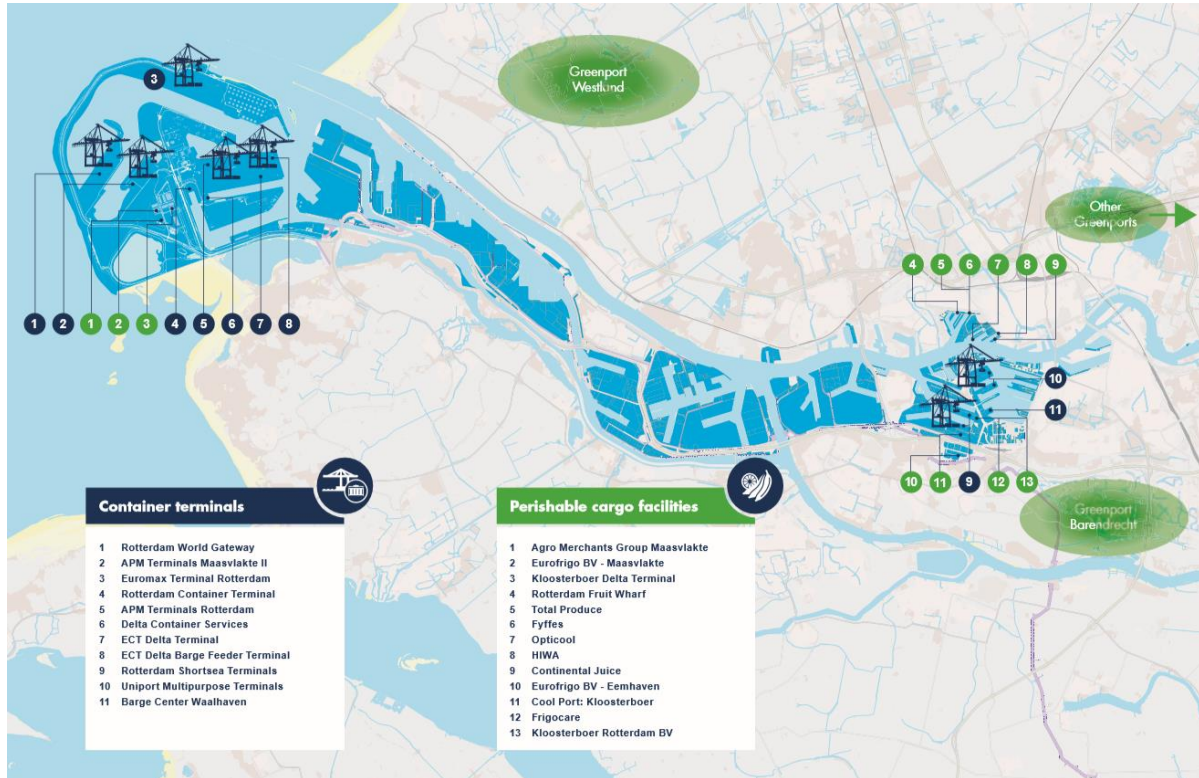 Greenport
Westland
Other
Greenports
3
4 5 6 7 8 9
1 2 1 2 3 4 5 6 7 8
10
11
10 11 9 12 13
Greenport
Barendrecht
Container terminals
1 Rotterdam World Gateway
2 APM Terminals Maasvlakte II
3 Euromax Terminal Rotterdam
4 Rotterdam Container Terminal
5 APM Terminals Rotterdam
6 Delta Container Services
7 ECT Delta Terminal
8 ECT Delta Barge Feeder Terminal
9 Rotterdam Shortsea Terminals
10 Uniport Multipurpose Terminals
11 Barge Center Waalhaven
Perishable cargo facilities
1 Agro Merchants Group Maasvlakte
2 Eurofrigo BV - Maasvlakte
3 Kloosterboer Delta Terminal
4 Rotterdam Fruit Wharf
5 Total Produce
6 Fyffes
7 Opticool
8 HIWA
9 Continental Juice
10 Eurofrigo BV - Eemhaven
11 Cool Port: Kloosterboer
12 Frigocare
13 Kloosterboer Rotterdam BV